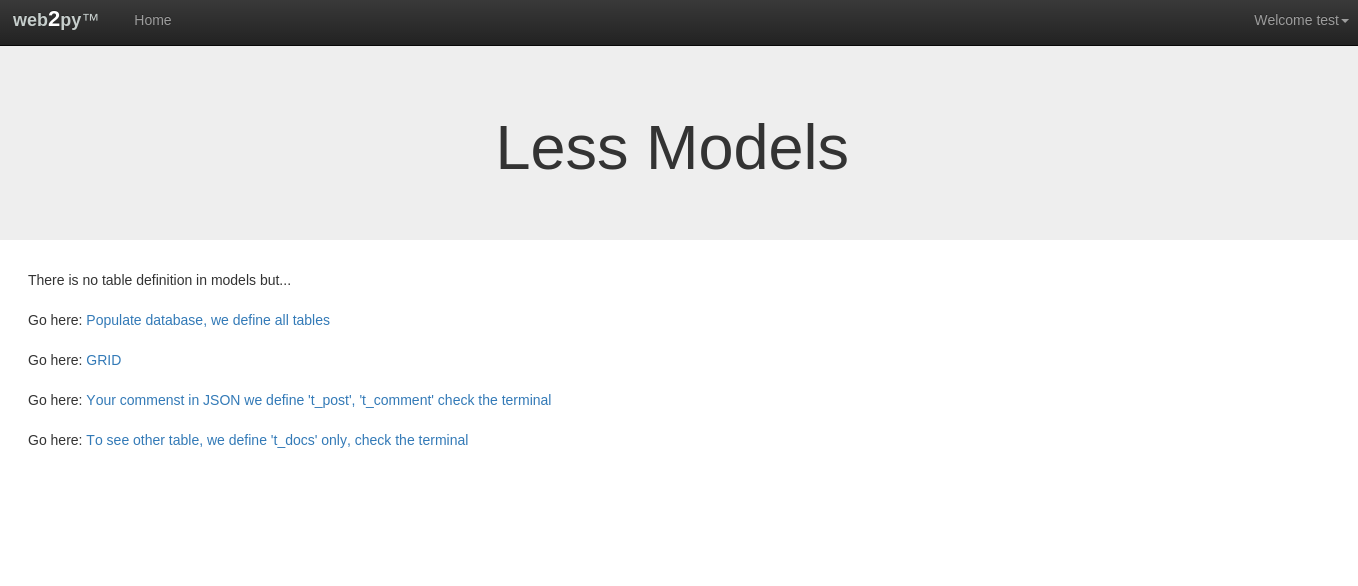 web2py™ Home Welcome test
Less Models
There is no table definition in models but...
Go here: Populate database, we define all tables
Go here: GRID
Go here: Your commenst in JSON we define 't_post', 't_comment' check the terminal
Go here: To see other table, we define 't_docs' only, check the terminal